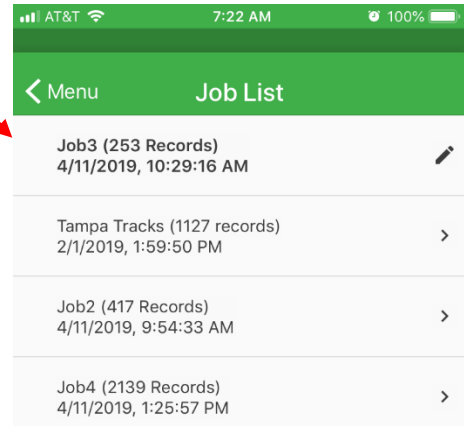 AT&T 7:22 AM 100%
Menu Job List
Job3 (253 Records)
4/11/2019, 10:29:16 AM
Tampa Tracks (1127 records)
2/1/2019, 1:59:50 PM
Job2 (417 Records)
4/11/2019, 9:54:33 AM
Job4 (2139 Records)
4/11/2019, 1:25:57 PM